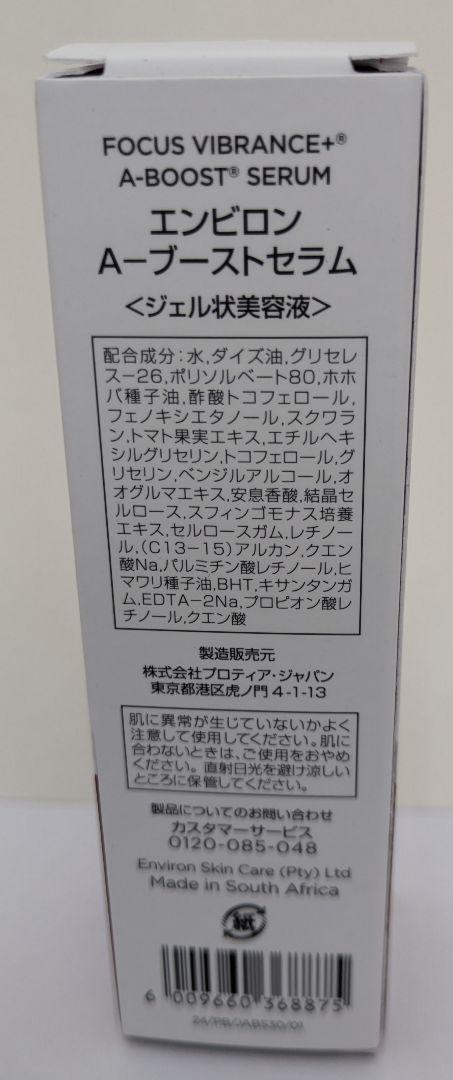 FOCUS VIBRANCE+®
A-BOOST® SERUM
エンビロン
A-ブーストセラム
<ジェル状美容液>
配合成分:水,ダイズ油,グリセレ
ス-26,ポリソルベート80,ホホ
バ種子油,酢酸トコフェロール,
フェノキシエタノール,スクワラ
ン,トマト果実エキス,エチルヘキ
シルグリセリン,トコフェロール,グ
リセリン,ベンジルアルコール,オ
オグルマエキス,安息香酸,結晶セ
ルロース,スフィンゴモナス培養
エキス,セルロースガム,レチノー
ル,(C13-15)アルカン,クエン
酸Na,パルミチン酸レチノール,ヒ
マワリ種子油,BHT,キサンタンガ
ム,EDTA-2Na,プロピオン酸レ
チノール,クエン酸
製造販売元
株式会社プロティア・ジャパン
東京都港区虎ノ門4-1-13
肌に異常が生じていないかよく
注意して使用してください。肌に
合わないときは、ご使用をおやめ
ください。直射日光を避け涼しい
ところに保管してください。
製品についてのお問い合わせ
カスタマーサービス
0120-085-048
Environ Skin Care (Pty) Ltd
Made in South Africa
紙
6 009660 368875
24/PB/JAB530/01